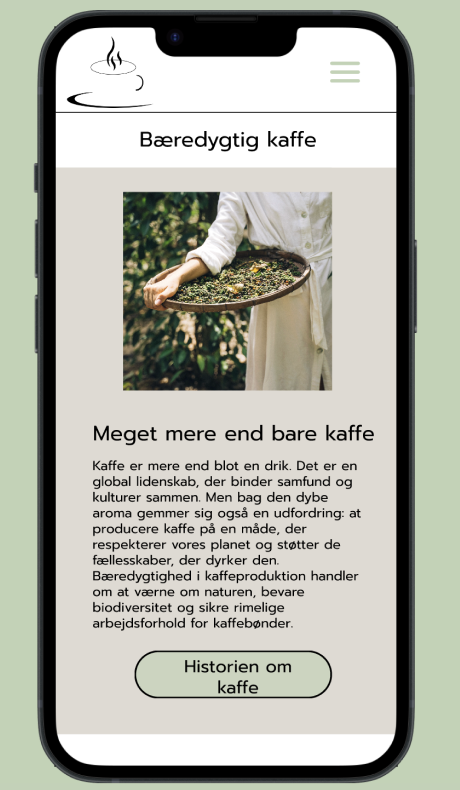 Bæredygtig kaffe
Meget mere end bare kaffe
Kaffe er mere end blot en drik. Det er en
global lidenskab, der binder samfund og
kulturer sammen. Men bag den dybe
aroma gemmer sig også en udfordring: at
producere kaffe på en måde, der
respekterer vores planet og støtter de
fællesskaber, der dyrker den.
Bæredygtighed i kaffeproduktion handler
om at værne om naturen, bevare
biodiversitet og sikre rimelige
arbejdsforhold for kaffebønder.
Historien om
kaffe